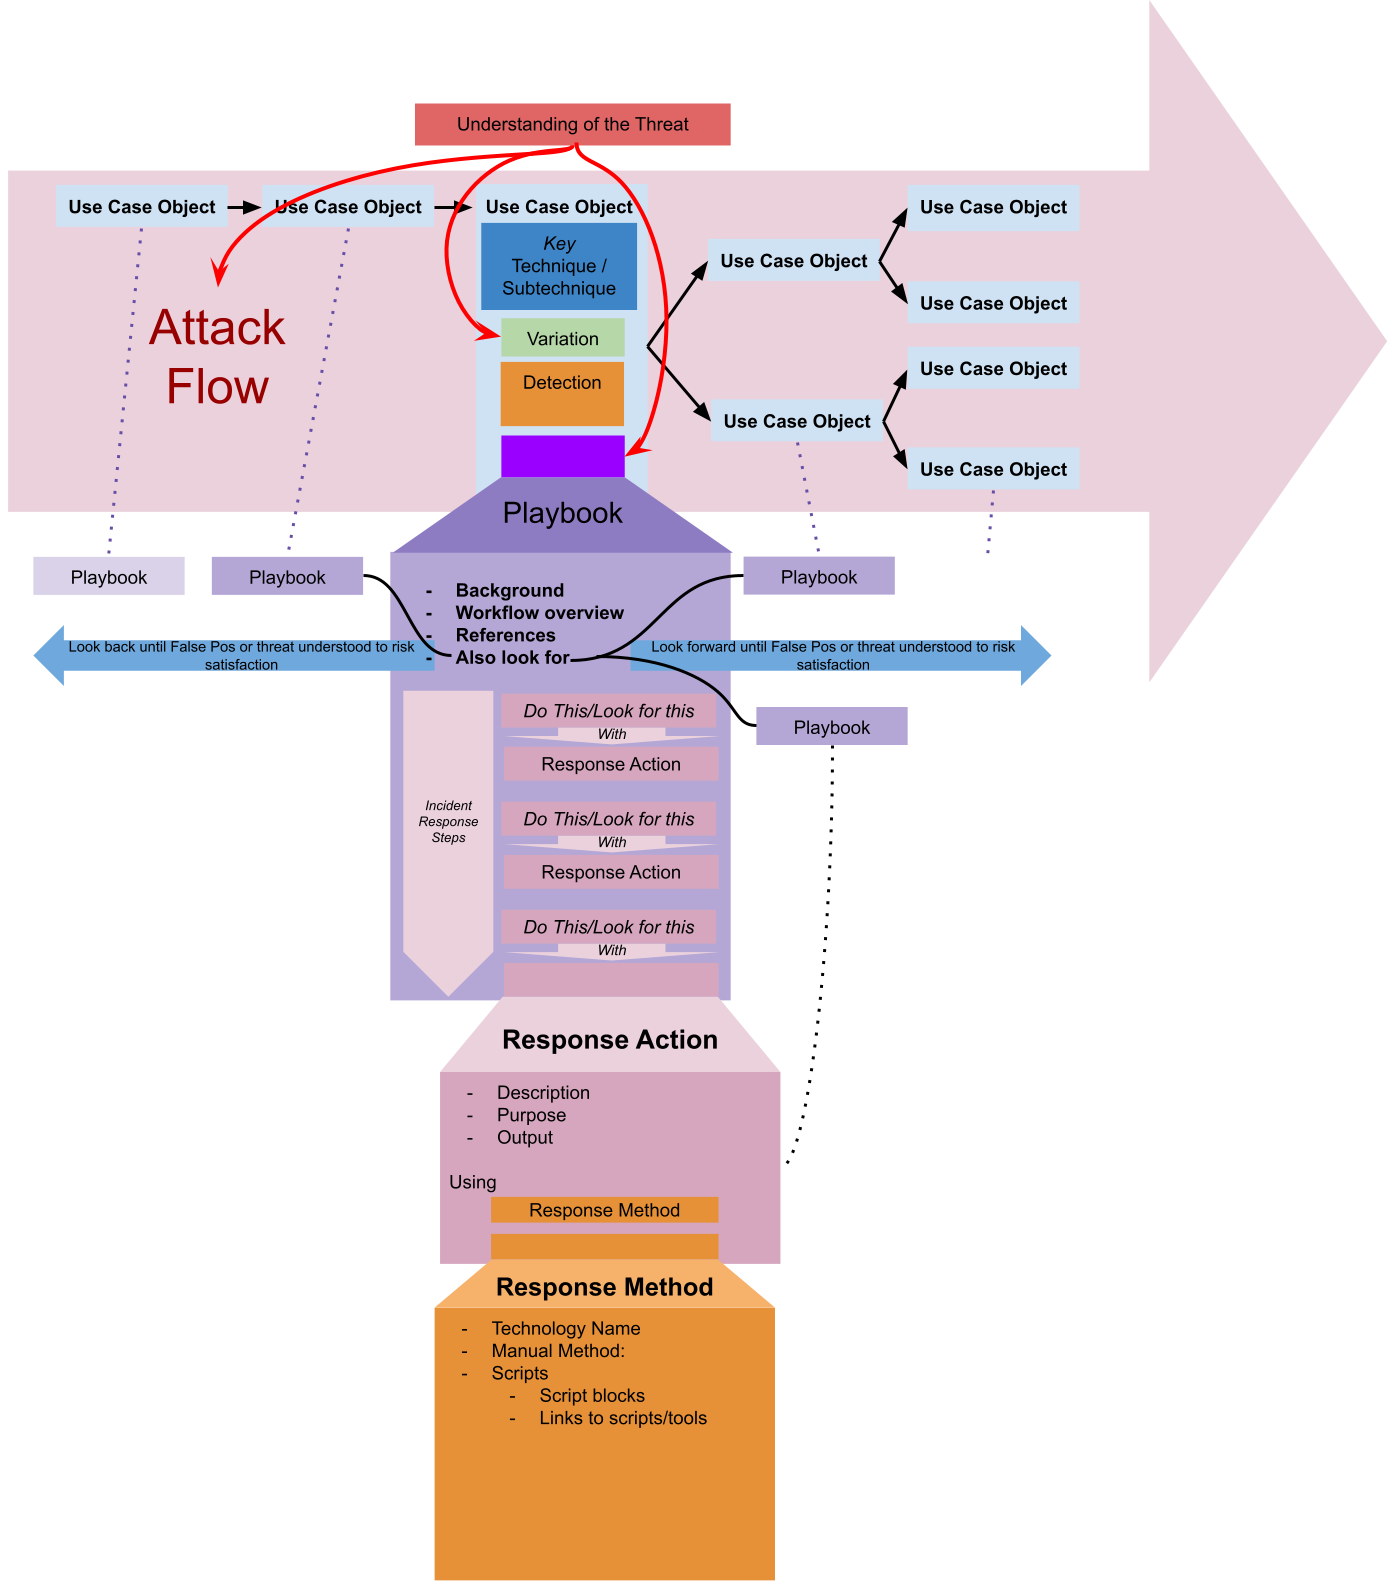 Understanding of the Threat
Use Case Object
Use Case Object
Use Case Object
Use Case Object
Key
Technique /
Subtechnique
Use Case Object
Use Case Object
Attack
Flow
Variation
Use Case Object
Detection
Use Case Object
Use Case Object
Playbook
Playbook
Playbook
Playbook
- Background
- Workflow overview
- References
- Also look for
Look back until False Pos or threat understood to risk
satisfaction
Look forward until False Pos or threat understood to risk
satisfaction
Do This/Look for this
With
Playbook
Response Action
Incident
Response
Steps
Do This/Look for this
With
Response Action
Do This/Look for this
With
Response Action
- Description
- Purpose
- Output
Using
Response Method
Response Method
- Technology Name
- Manual Method:
- Scripts
- Script blocks
- Links to scripts/tools